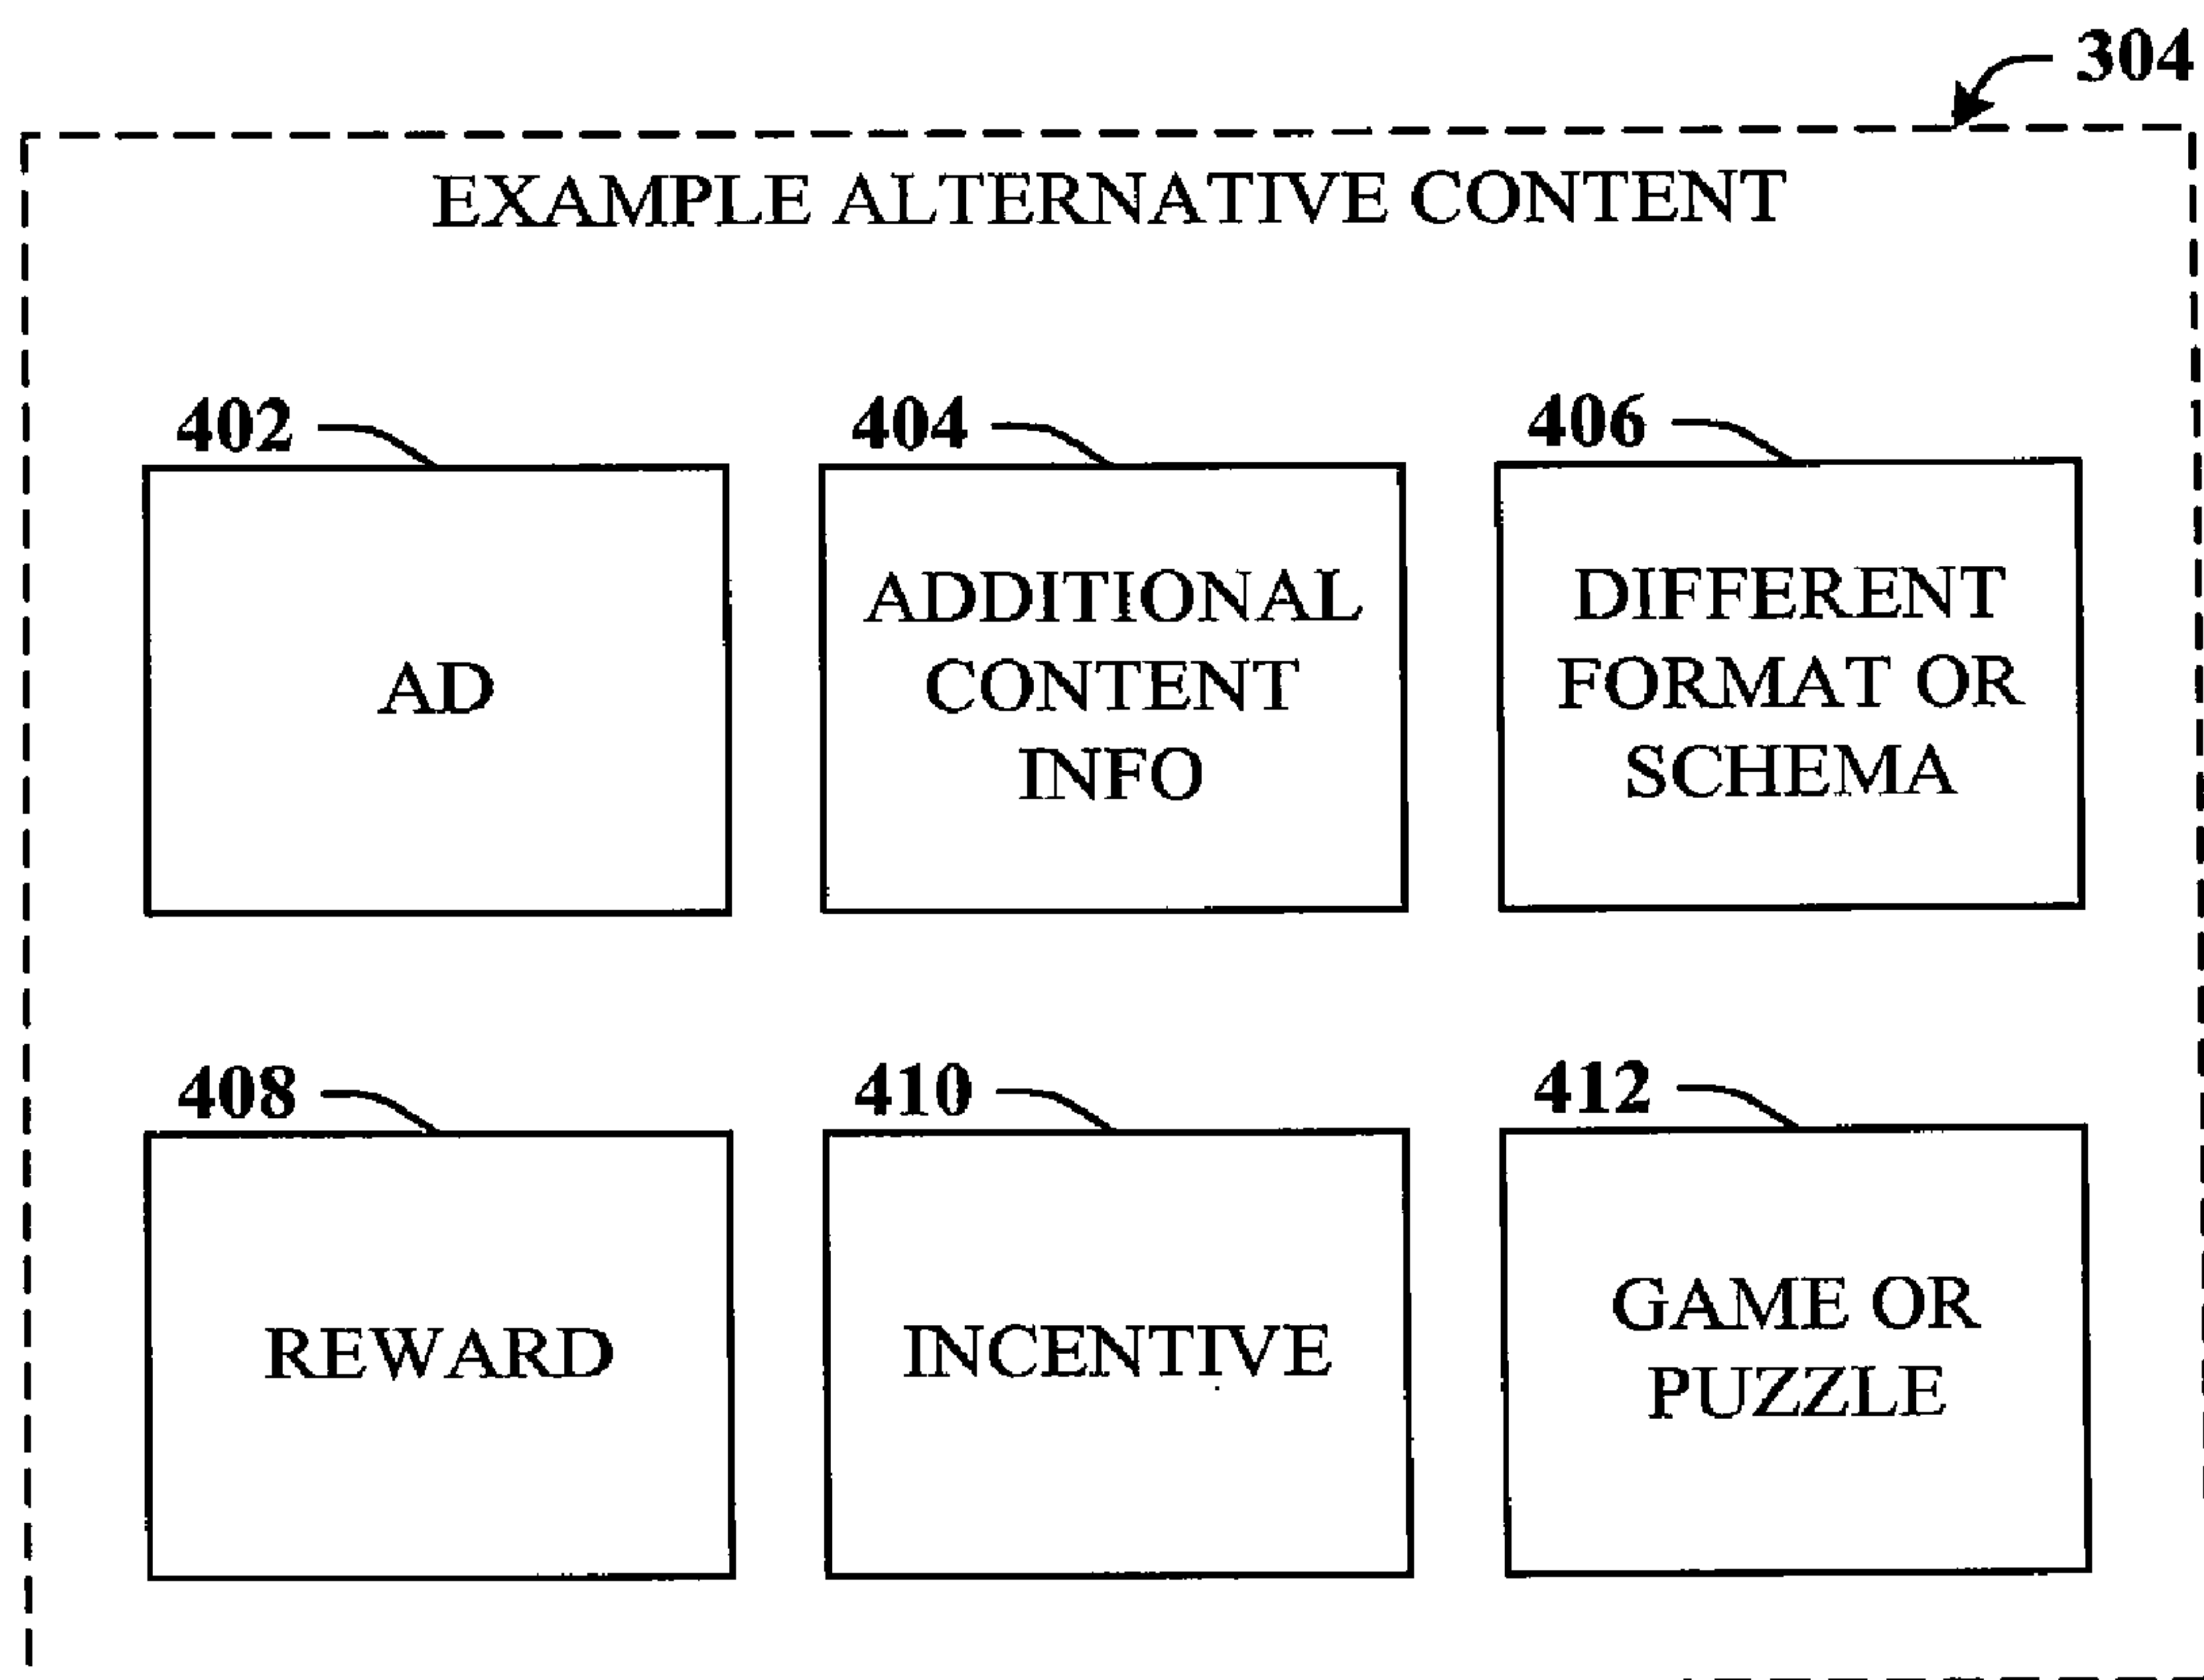 304
EXAMPLE ALTERNATIVE CONTENT
402
AD
404
ADDITIONAL
CONTENT
INFO
406
DIFFERENT
FORMAT OR
SCHEMA
408
REWARD
410
INCENTIVE
412
GAME OR
PUZZLE